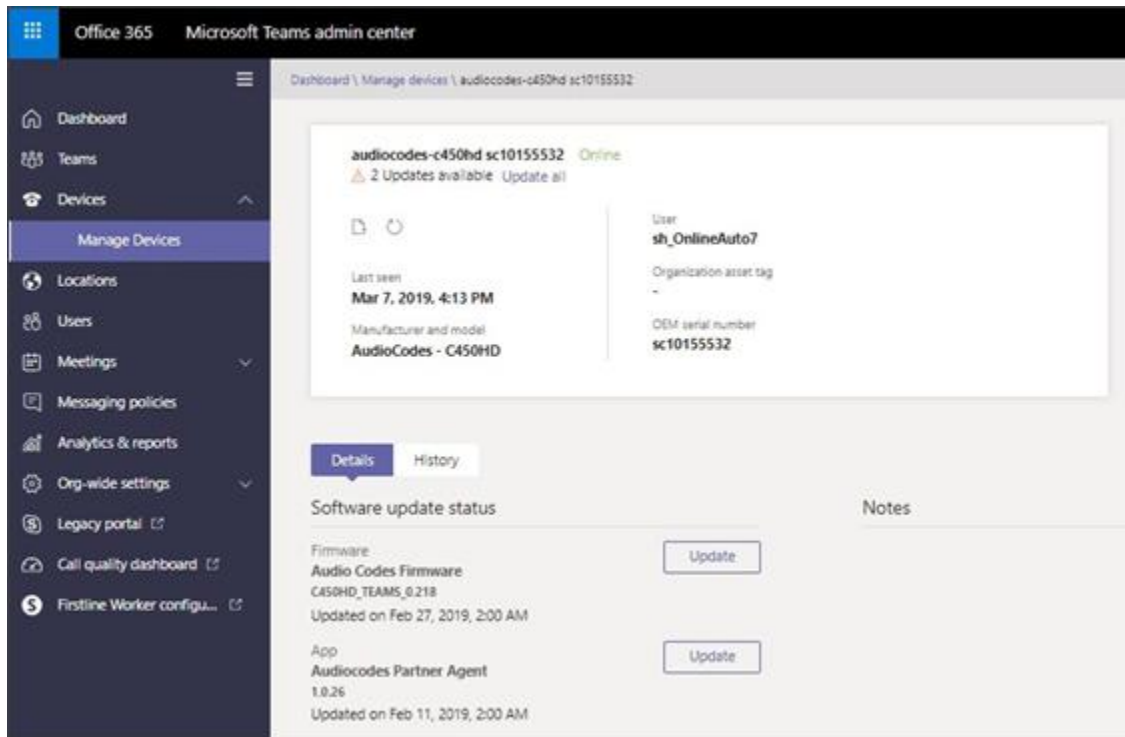 Office 365 Microsoft Teams admin center
Dashboard \ Manage devices \ audiocodes-c450hd sc10155532
Dashboard
Teams
Devices
Manage Devices
Locations
Users
Meetings
Messaging policies
Analytics & reports
Org-wide settings
Legacy portal
Call quality dashboard
Firstline Worker configu...
audiocodes-c450hd sc10155532 Online
2 Updates available Update all
Last seen
Mar 7, 2019, 4:13 PM
Manufacturer and model
AudioCodes - C450HD
User
sh_OnlineAuto7
Organization asset tag
-
OEM serial number
sc10155532
Details History
Software update status
Firmware
Audio Codes Firmware
C450HD_TEAMS_0.218
Updated on Feb 27, 2019, 2:00 AM
Update
App
Audiocodes Partner Agent
1.0.26
Updated on Feb 11, 2019, 2:00 AM
Update
Notes